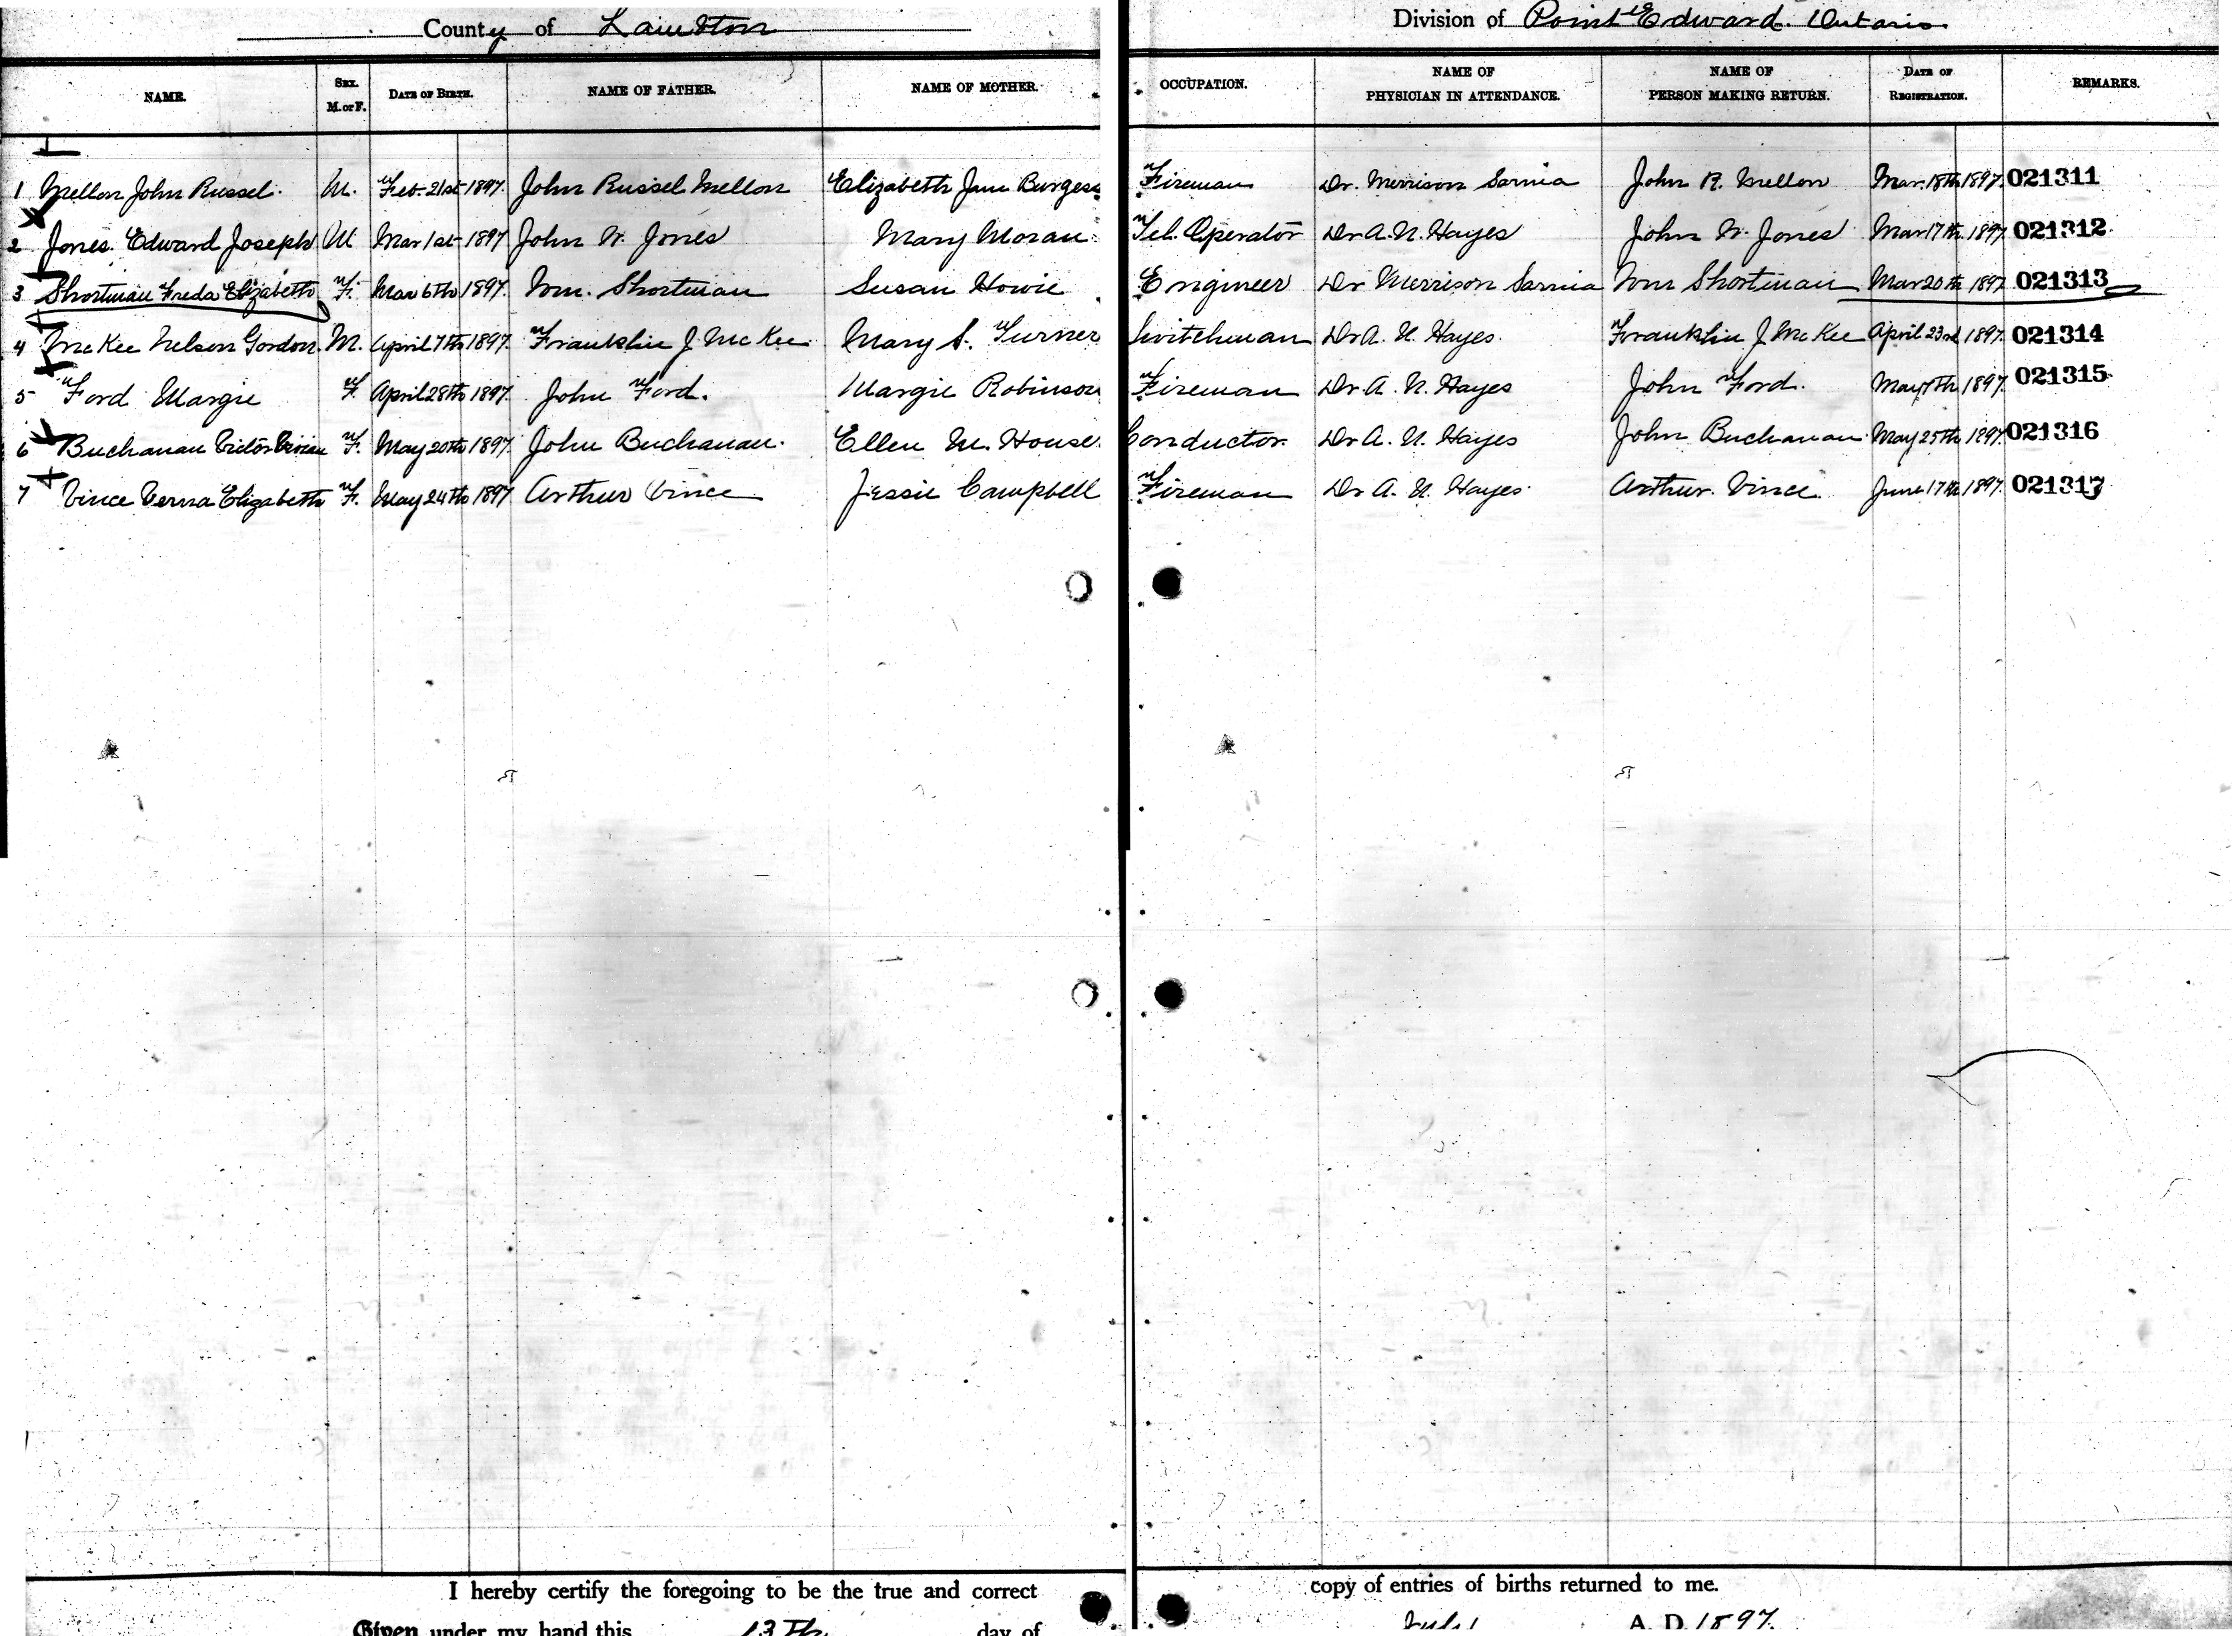 County of Lambton Division of Point Edward Ontario
NAME. SEX. M. or F. DATE OF BIRTH. NAME OF FATHER. NAME OF MOTHER. OCCUPATION. NAME OF PHYSICIAN IN ATTENDANCE. NAME OF PERSON MAKING RETURN. DATE OF REGISTRATION. REMARKS.
1 Mellon John Russel. M. Feb. 21st 1897. John Russel Mellon Elizabeth Jane Burgess Fireman Dr. Merrison Sarnia John R. Mellon Mar. 18th 1897. 021311
2 Jones. Edward Joseph M Mar 1st 1897 John W. Jones Mary Moran Tel. Operator Dr A. N. Hayes John W. Jones Mar 17th 1897 021312
3 Shortman Freda Elizabeth F. Mar 6th 1897. Wm. Shortman Susan Howie Engineer Dr Merrison Sarnia Wm Shortman Mar 20th 1897 021313
4 McKee Nelson Gordon. M. April 7th 1897. Franklin J. McKee Mary S. Turner Switchman Dr A. N. Hayes. Franklin J McKee April 23rd 1897. 021314
5 Ford Margie F. April 28th 1897. John Ford. Margie Robinson Fireman Dr A. N. Hayes John Ford. May 7th 1897. 021315
6 Buchanan Victor Vivian F. May 20th 1897. John Buchanan. Ellen M. House. Conductor. Dr A. N. Hayes John Buchanan May 25th 1897. 021316
7 Vince Verna Elizabeth F. May 24th 1897 Arthur Vince Jessie Campbell Fireman Dr A. N. Hayes Arthur. Vince. June 17th 1897. 021317
I hereby certify the foregoing to be the true and correct copy of entries of births returned to me.
Given under my hand this 13th day of July A. D. 1897.